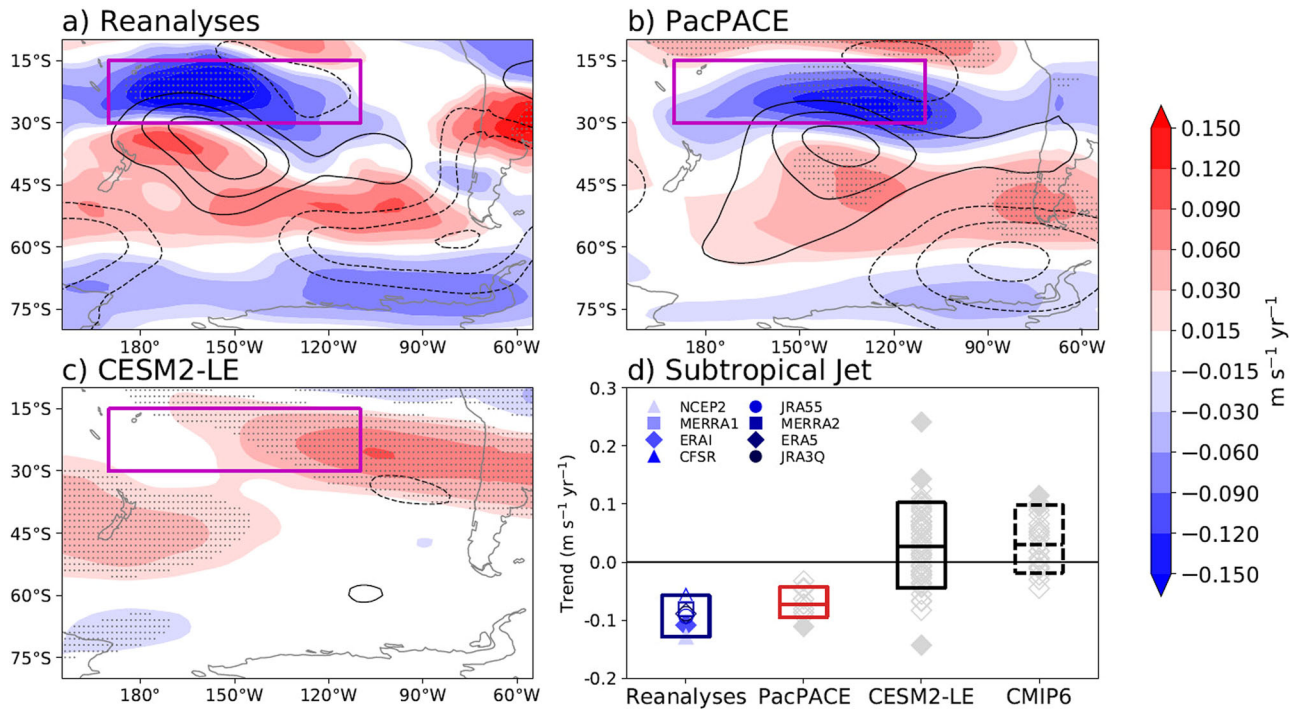 a) Reanalyses
15°S
30°S
45°S
60°S
75°S
180° 150°W 120°W 90°W 60°W
b) PacPACE
15°S
30°S
45°S
60°S
75°S
180° 150°W 120°W 90°W 60°W
c) CESM2-LE
15°S
30°S
45°S
60°S
75°S
180° 150°W 120°W 90°W 60°W
d) Subtropical Jet
NCEP2 JRA55
MERRA1 MERRA2
ERAI ERA5
CFSR JRA3Q
Trend (m s⁻¹ yr⁻¹)
0.3
0.2
0.1
0.0
-0.1
-0.2
Reanalyses PacPACE CESM2-LE CMIP6
0.150
0.120
0.090
0.060
0.030
0.015
−0.015
−0.030
−0.060
−0.090
−0.120
−0.150
m s⁻¹ yr⁻¹